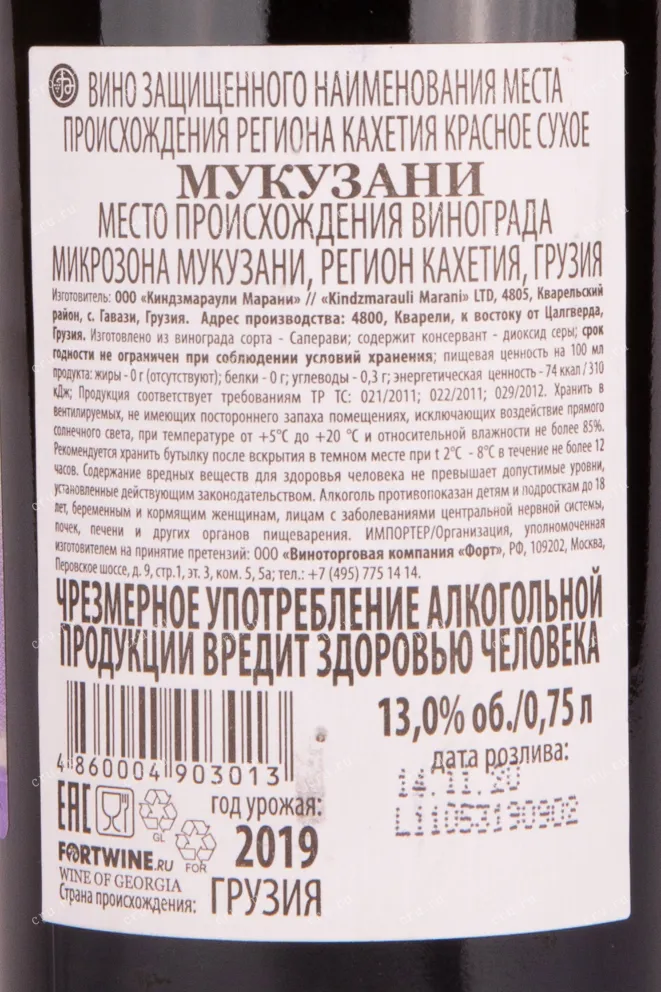 ВИНО ЗАЩИЩЕННОГО НАИМЕНОВАНИЯ МЕСТА
ПРОИСХОЖДЕНИЯ РЕГИОНА КАХЕТИЯ КРАСНОЕ СУХОЕ
МУКУЗАНИ
МЕСТО ПРОИСХОЖДЕНИЯ ВИНОГРАДА
МИКРОЗОНА МУКУЗАНИ, РЕГИОН КАХЕТИЯ, ГРУЗИЯ
Изготовитель: ООО «Киндзмараули Марани» // «Kindzmarauli Marani» LTD, 4805, Кварельский
район, с. Гавази, Грузия. Адрес производства: 4800, Кварели, к востоку от Цалгверда,
Грузия. Изготовлено из винограда сорта - Саперави; содержит консервант - диоксид серы; срок
годности не ограничен при соблюдении условий хранения; пищевая ценность на 100 мл
продукта: жиры - 0 г (отсутствуют); белки - 0 г; углеводы - 0,3 г; энергетическая ценность - 74 ккал / 310
кДж; Продукция соответствует требованиям ТР ТС: 021/2011; 022/2011; 029/2012. Хранить в
вентилируемых, не имеющих постороннего запаха помещениях, исключающих воздействие прямого
солнечного света, при температуре от +5°С до +20 °С и относительной влажности не более 85%.
Рекомендуется хранить бутылку после вскрытия в темном месте при t 2°С - 8°С в течение не более 12
часов. Содержание вредных веществ для здоровья человека не превышает допустимые уровни,
установленные действующим законодательством. Алкоголь противопоказан детям и подросткам до 18
лет, беременным и кормящим женщинам, лицам с заболеваниями центральной нервной системы,
почек, печени и других органов пищеварения. ИМПОРТЕР/Организация, уполномоченная
изготовителем на принятие претензий: ООО «Виноторговая компания «Форт», РФ, 109202, Москва,
Перовское шоссе, д. 9, стр.1, эт. 3, ком. 5, 5а; тел.: +7 (495) 775 14 14.
ЧРЕЗМЕРНОЕ УПОТРЕБЛЕНИЕ АЛКОГОЛЬНОЙ
ПРОДУКЦИИ ВРЕДИТ ЗДОРОВЬЮ ЧЕЛОВЕКА
13,0% об./0,75 л
4 860004 903013
дата розлива:
14.11.20
L11063190902
EAC
GL
FOR
год урожая:
2019
FORTWINE.RU
WINE OF GEORGIA
Страна происхождения: ГРУЗИЯ